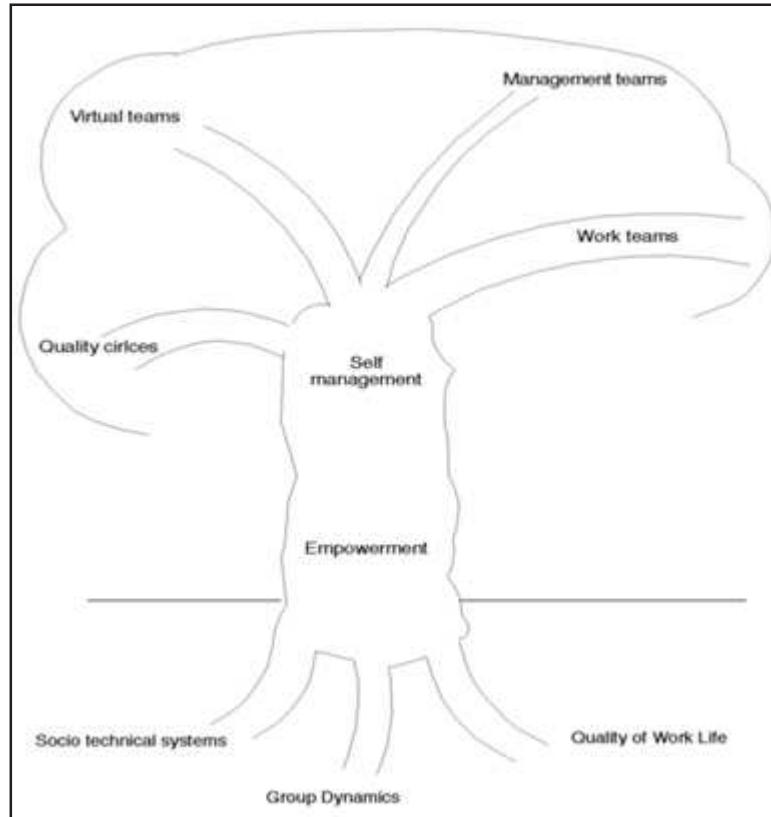 Management teams
Virtual teams
Work teams
Quality cirlces
Self
management
Empowerment
Socio technical systems
Quality of Work Life
Group Dynamics